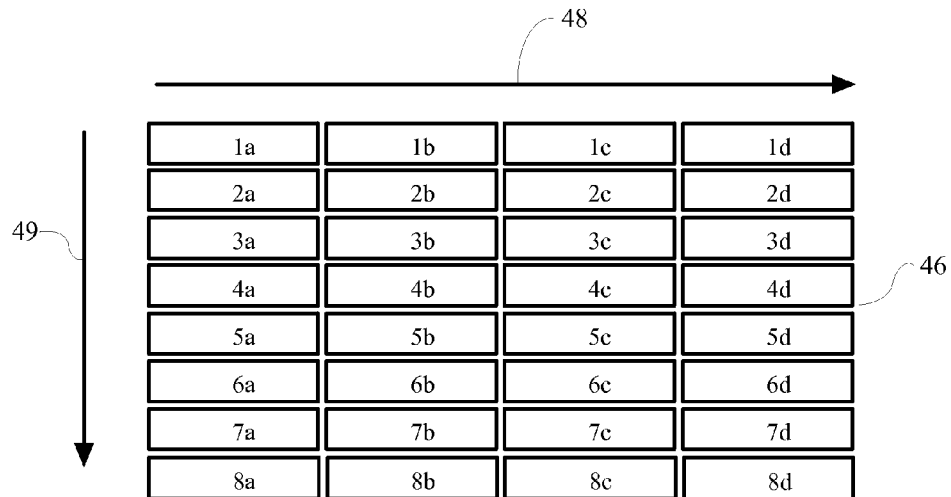 48
1a 1b 1c 1d
2a 2b 2c 2d
49 3a 3b 3c 3d
4a 4b 4c 4d 46
5a 5b 5c 5d
6a 6b 6c 6d
7a 7b 7c 7d
8a 8b 8c 8d